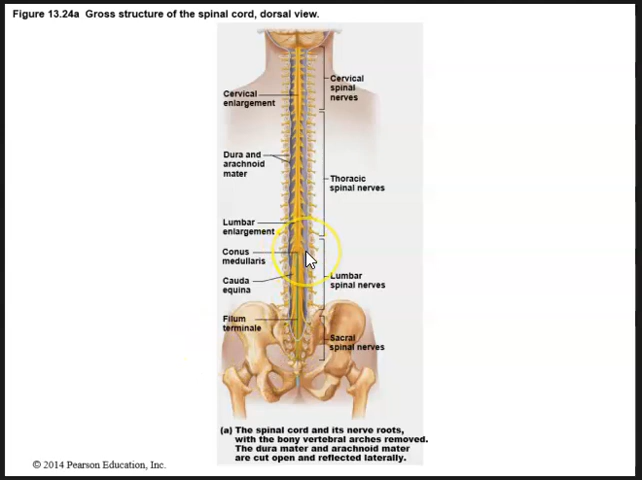 Figure 13.24a Gross structure of the spinal cord, dorsal view.
Cervical
spinal
nerves
Cervical
enlargement
Dura and
arachnoid
mater
Thoracic
spinal nerves
Lumbar
enlargement
Conus
medullaris
Cauda
equina
Lumbar
spinal nerves
Filum
terminale
Sacral
spinal nerves
(a) The spinal cord and its nerve roots,
with the bony vertebral arches removed.
The dura mater and arachnoid mater
are cut open and reflected laterally.
© 2014 Pearson Education, Inc.